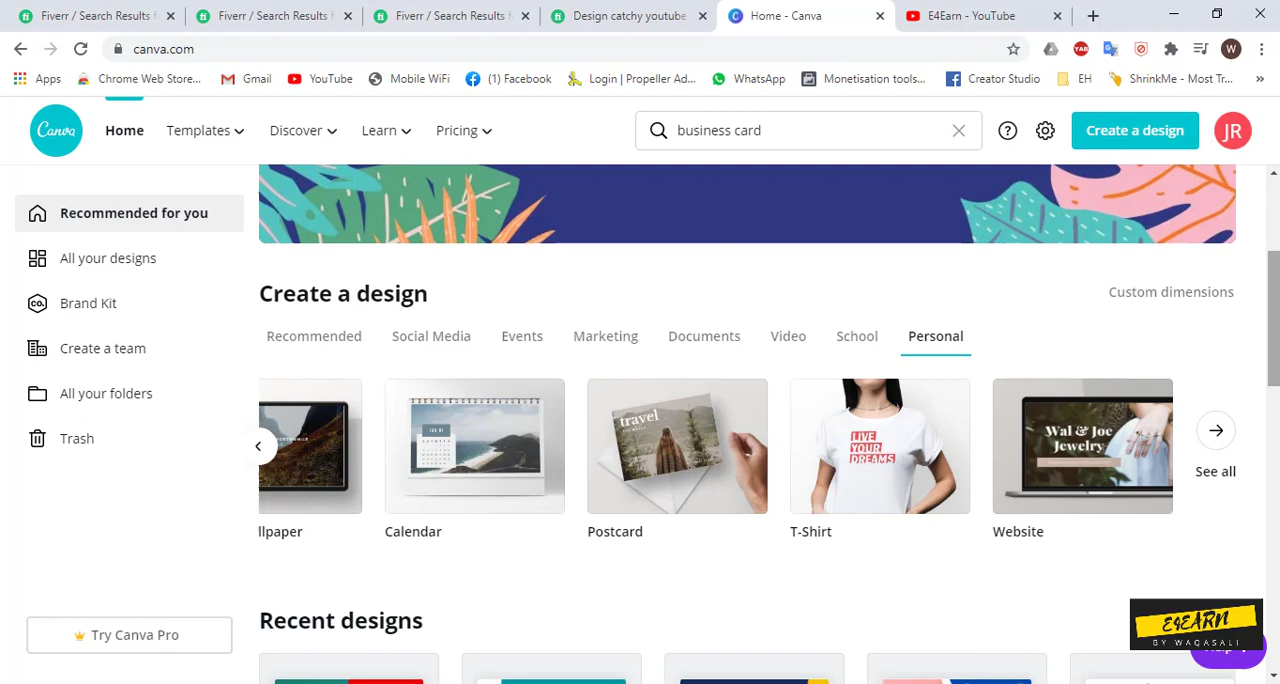 Fiverr / Search Results f
Fiverr / Search Results
Fiverr / Search Results f
Design catchy youtube
Home - Canva
E4Earn - YouTube
canva.com
YAB
W
Apps
Chrome Web Store...
Gmail
YouTube
Mobile WiFi
(1) Facebook
Login | Propeller Ad...
WhatsApp
Monetisation tools...
Creator Studio
EH
ShrinkMe - Most Tr...
Canva
Home
Templates
Discover
Learn
Pricing
business card
Create a design
JR
Recommended for you
All your designs
Brand Kit
Create a team
All your folders
Trash
Try Canva Pro
Create a design
Custom dimensions
Recommended
Social Media
Events
Marketing
Documents
Video
School
Personal
travel
LIVE
YOUR
DREAMS
Wal & Joe
Jewelry
See all
llpaper
Calendar
Postcard
T-Shirt
Website
Recent designs
E4EARN
BY WAQASALI